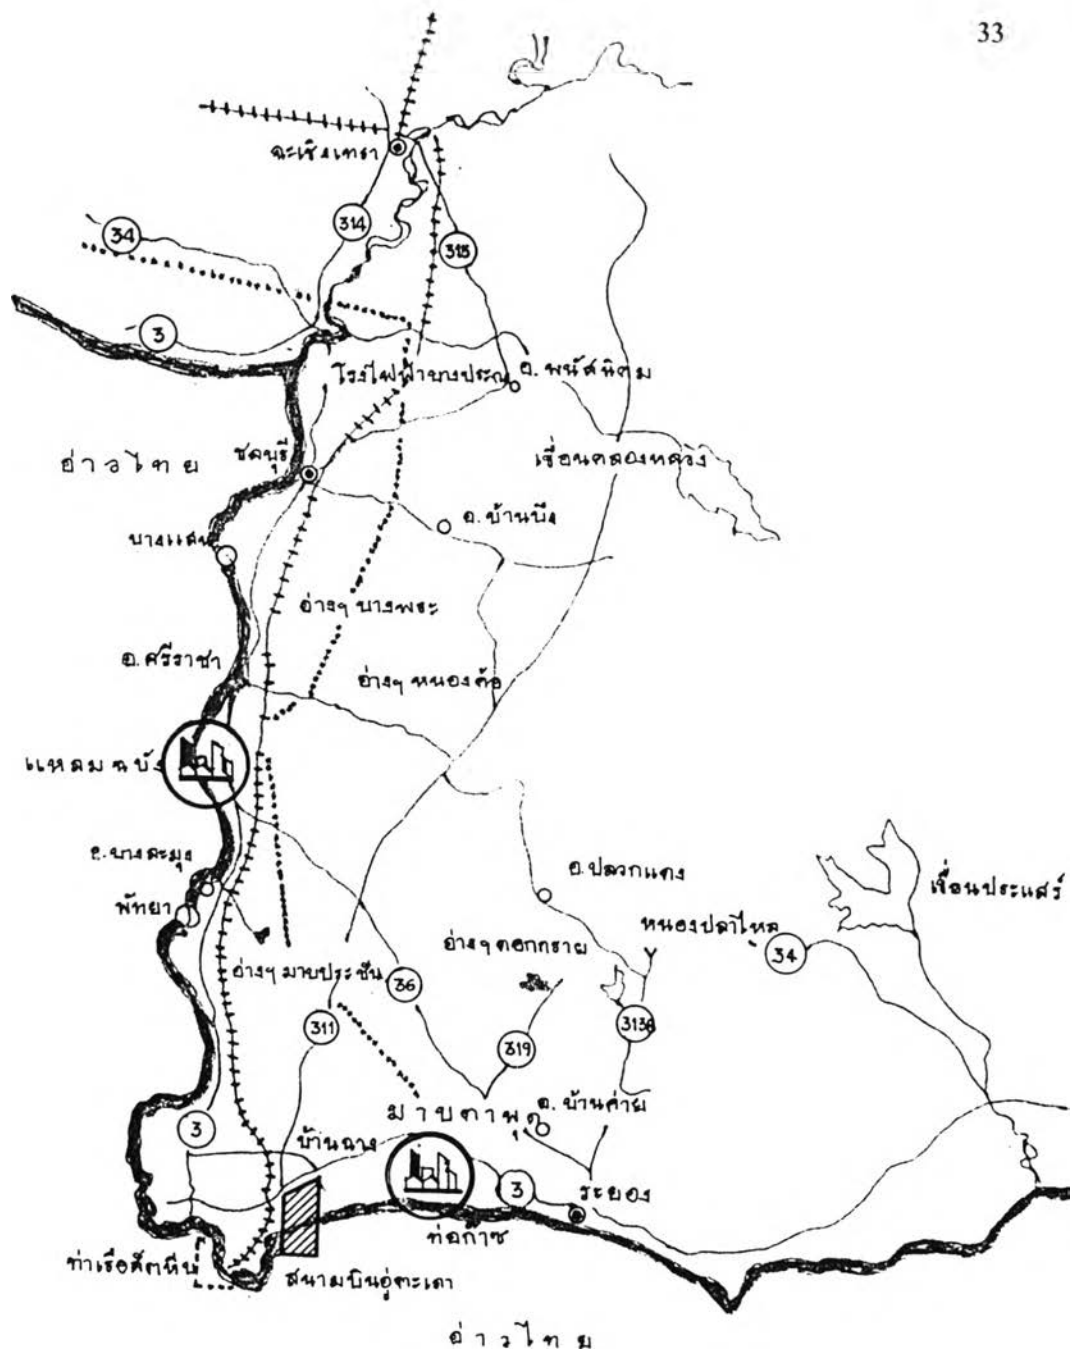 33
ฉะเชิงเทรา
314
34
315
3
โรงไฟฟ้าบางปะกง
อ. พนัสนิคม
ชลบุรี
อ่าวไทย
เขื่อนคลองหลวง
อ.บ้านบึง
บางแสน
อ่างฯ บางพระ
อ.ศรีราชา
อ่างฯ หนองค้อ
แหลมฉบัง
อ.บางละมุง
อ.ปลวกแดง
เขื่อนประแสร์
พัทยา
หนองปลาไหล
อ่างฯดอกกราย
34
อ่างฯ มาบประชัน
36
311
3138
319
มาบตาพุด
อ. บ้านค่าย
3
บ้านฉาง
3
ระยอง
ท่อก๊าซ
ท่าเรือสัตหีบ
สนามบินอู่ตะเภา
อ่าวไทย